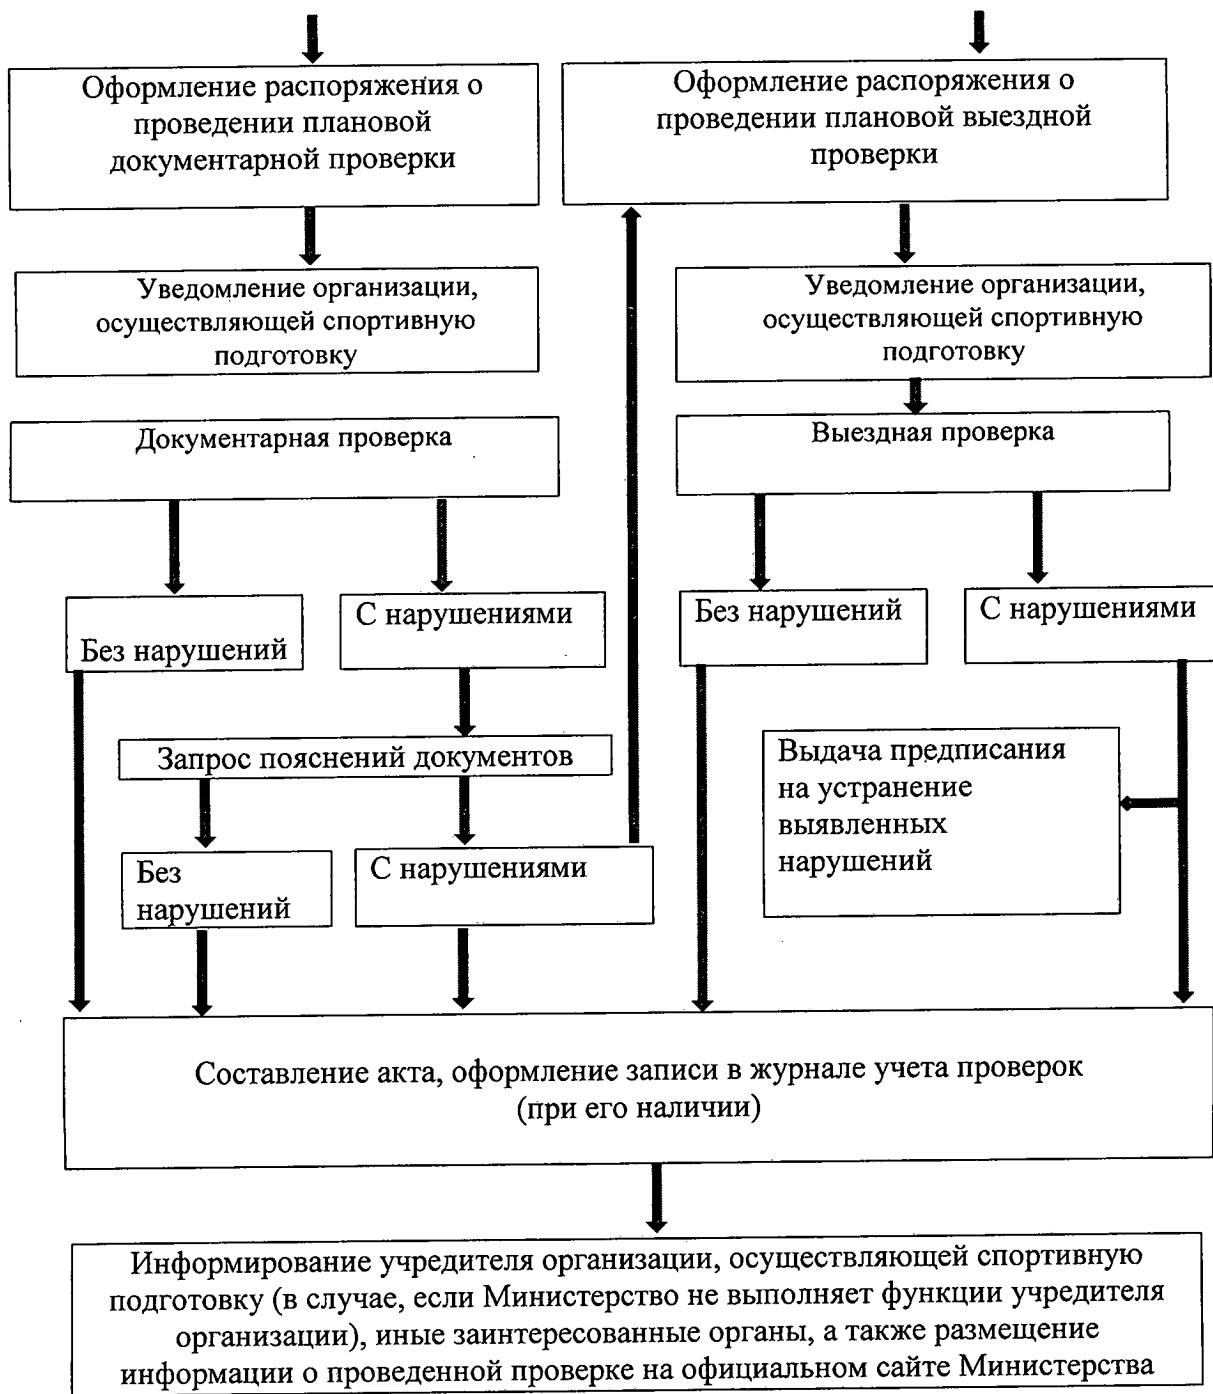 Оформление распоряжения о
проведении плановой
документарной проверки
Оформление распоряжения о
проведении плановой выездной
проверки
Уведомление организации,
осуществляющей спортивную
подготовку
Уведомление организации,
осуществляющей спортивную
подготовку
Документарная проверка
Выездная проверка
Без нарушений
С нарушениями
Без нарушений
С нарушениями
Запрос пояснений документов
Выдача предписания
на устранение
выявленных
нарушений
Без
нарушений
С нарушениями
Составление акта, оформление записи в журнале учета проверок
(при его наличии)
Информирование учредителя организации, осуществляющей спортивную
подготовку (в случае, если Министерство не выполняет функции учредителя
организации), иные заинтересованные органы, а также размещение
информации о проведенной проверке на официальном сайте Министерства